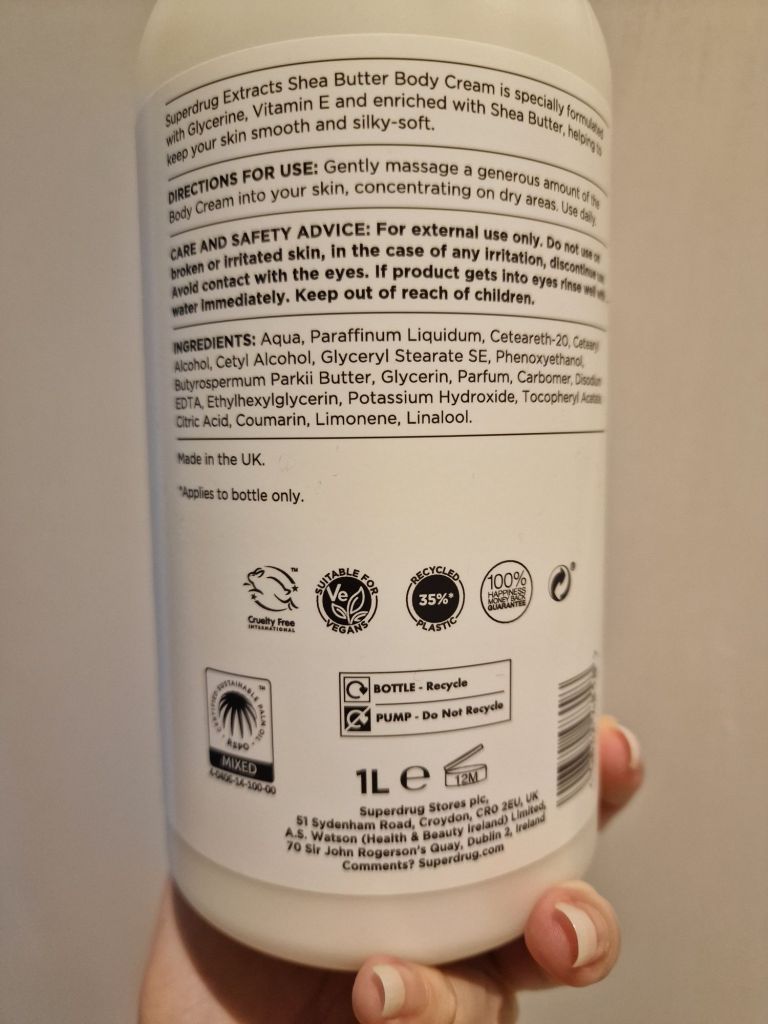 Superdrug Extracts Shea Butter Body Cream is specially formulated
with Glycerine, Vitamin E and enriched with Shea Butter, helping to
keep your skin smooth and silky-soft.
DIRECTIONS FOR USE: Gently massage a generous amount of the
Body Cream into your skin, concentrating on dry areas. Use daily.
CARE AND SAFETY ADVICE: For external use only. Do not use on
broken or irritated skin, in the case of any irritation, discontinue use.
Avoid contact with the eyes. If product gets into eyes rinse well with
water immediately. Keep out of reach of children.
INGREDIENTS: Aqua, Paraffinum Liquidum, Ceteareth-20, Cetearyl
Alcohol, Cetyl Alcohol, Glyceryl Stearate SE, Phenoxyethanol,
Butyrospermum Parkii Butter, Glycerin, Parfum, Carbomer, Disodium
EDTA, Ethylhexylglycerin, Potassium Hydroxide, Tocopheryl Acetate,
Citric Acid, Coumarin, Limonene, Linalool.
Made in the UK.
*Applies to bottle only.
TM
Cruelty Free
INTERNATIONAL
SUITABLE FOR
Ve
VEGANS
RECYCLED
35%*
PLASTIC
100%
HAPPINESS
MONEY BACK
GUARANTEE
®
CERTIFIED SUSTAINABLE PALM OIL
TM
RSPO
MIXED
4-0406-14-100-00
BOTTLE - Recycle
PUMP - Do Not Recycle
1L e 12M
Superdrug Stores plc,
51 Sydenham Road, Croydon, CR0 2EU, UK
A.S. Watson (Health & Beauty Ireland) Limited,
70 Sir John Rogerson's Quay, Dublin 2, Ireland
Comments? Superdrug.com